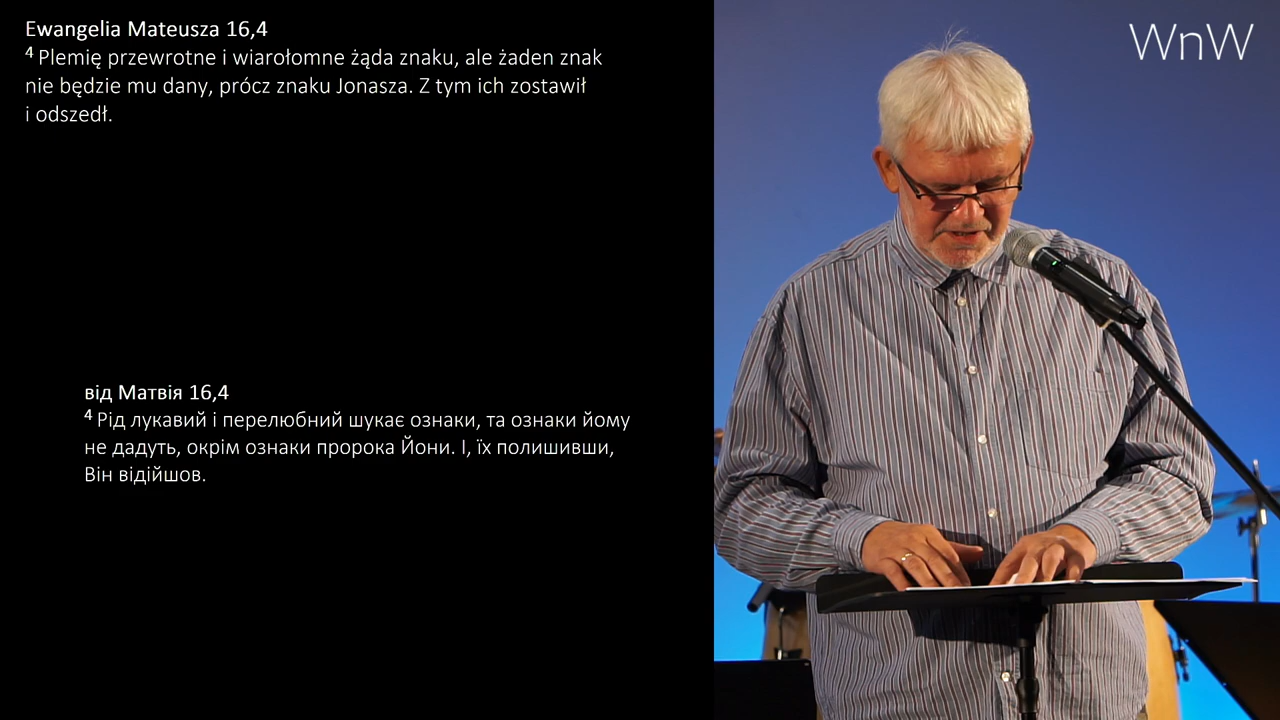 Ewangelia Mateusza 16,4
4 Plemię przewrotne i wiarołomne żąda znaku, ale żaden znak
nie będzie mu dany, prócz znaku Jonasza. Z tym ich zostawił
i odszedł.
WnW
від Матвія 16,4
4 Рід лукавий і перелюбний шукає ознаки, та ознаки йому
не дадуть, окрім ознаки пророка Йони. І, їх полишивши,
Він відійшов.